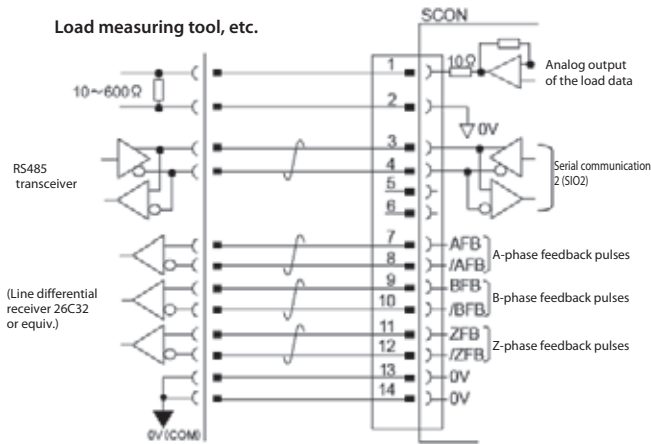 SCON
Load measuring tool, etc.
1
10Ω
Analog output
of the load data
10~600Ω
2
0V
3
RS485
transceiver
4
Serial communication
2 (SIO2)
5
6
7
AFB
A-phase feedback pulses
8
/AFB
(Line differential
receiver 26C32
or equiv.)
9
BFB
B-phase feedback pulses
10
/BFB
11
ZFB
Z-phase feedback pulses
12
/ZFB
13
0V
14
0V
0V(COM)